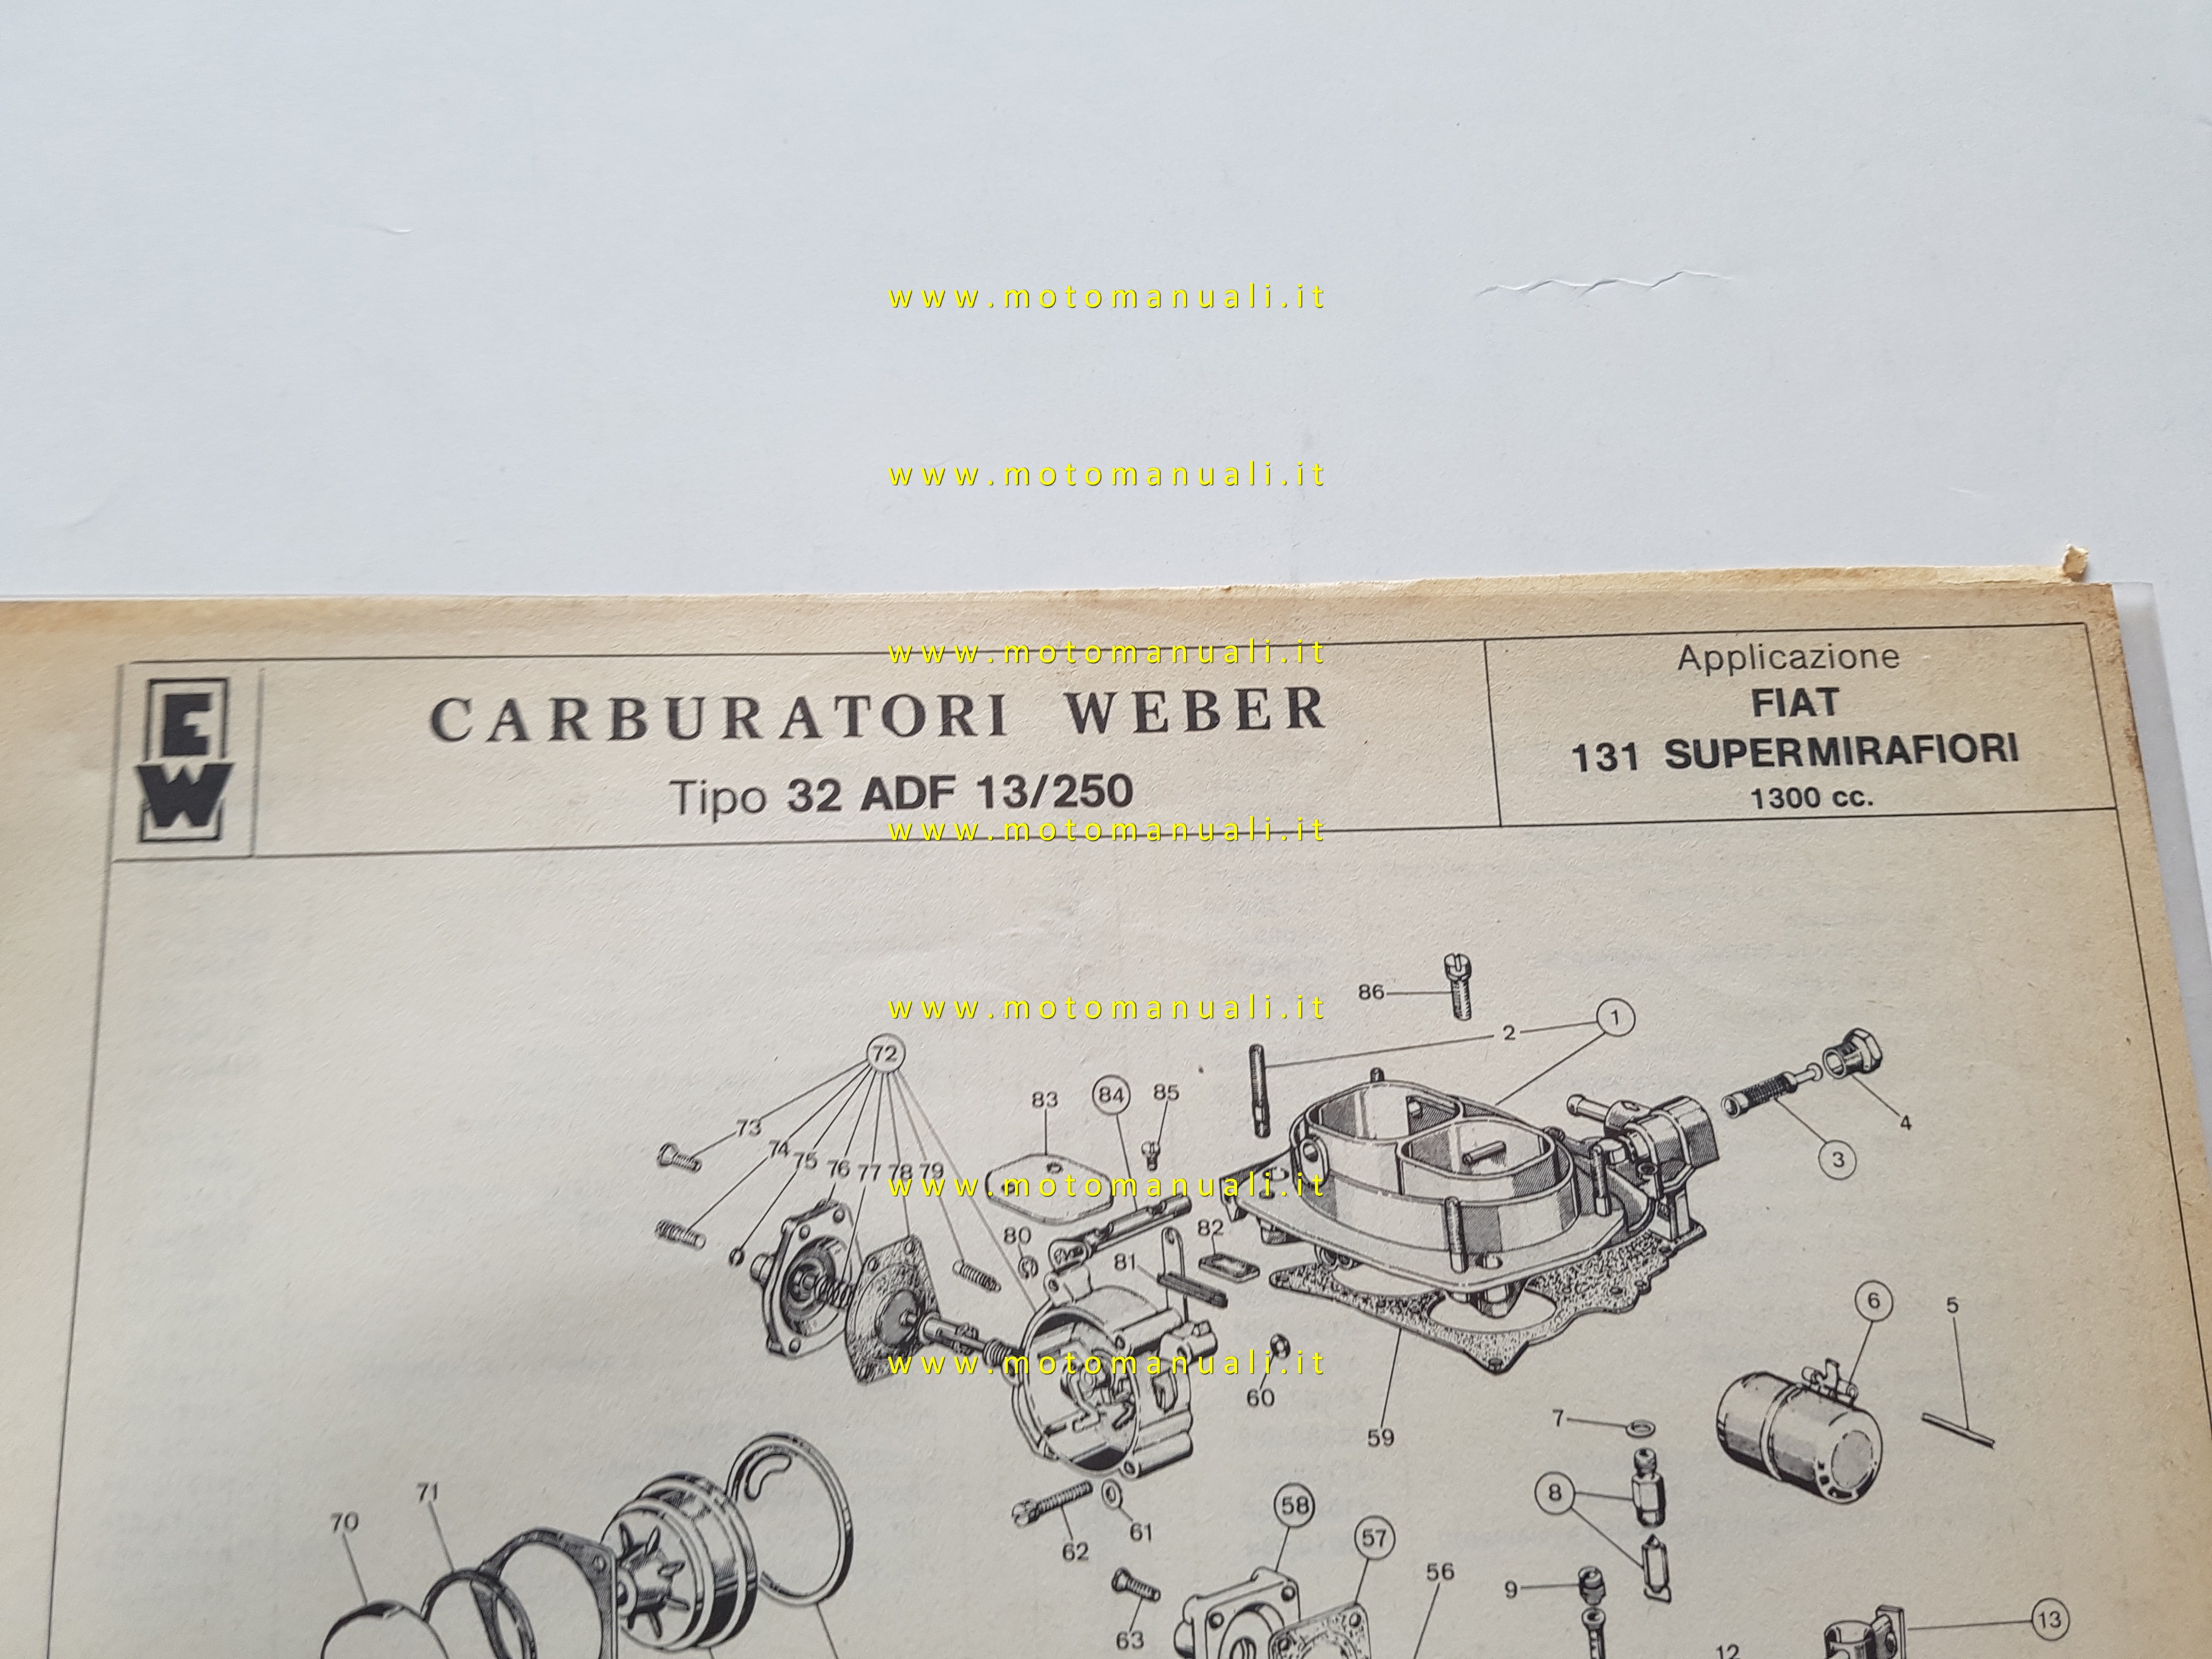 www.motomanuali.it
www.motomanuali.it
www.motomanuali.it
E
W
CARBURATORI WEBER
Tipo 32 ADF 13/250
Applicazione
FIAT
131 SUPERMIRAFIORI
1300 cc.
www.motomanuali.it
www.motomanuali.it
86
2
1
72
83
84
85
73
74
75
76
77
78
79
4
3
www.motomanuali.it
80
81
82
6
5
www.motomanuali.it
60
59
7
71
70
62
61
58
57
56
8
9
63
12
13